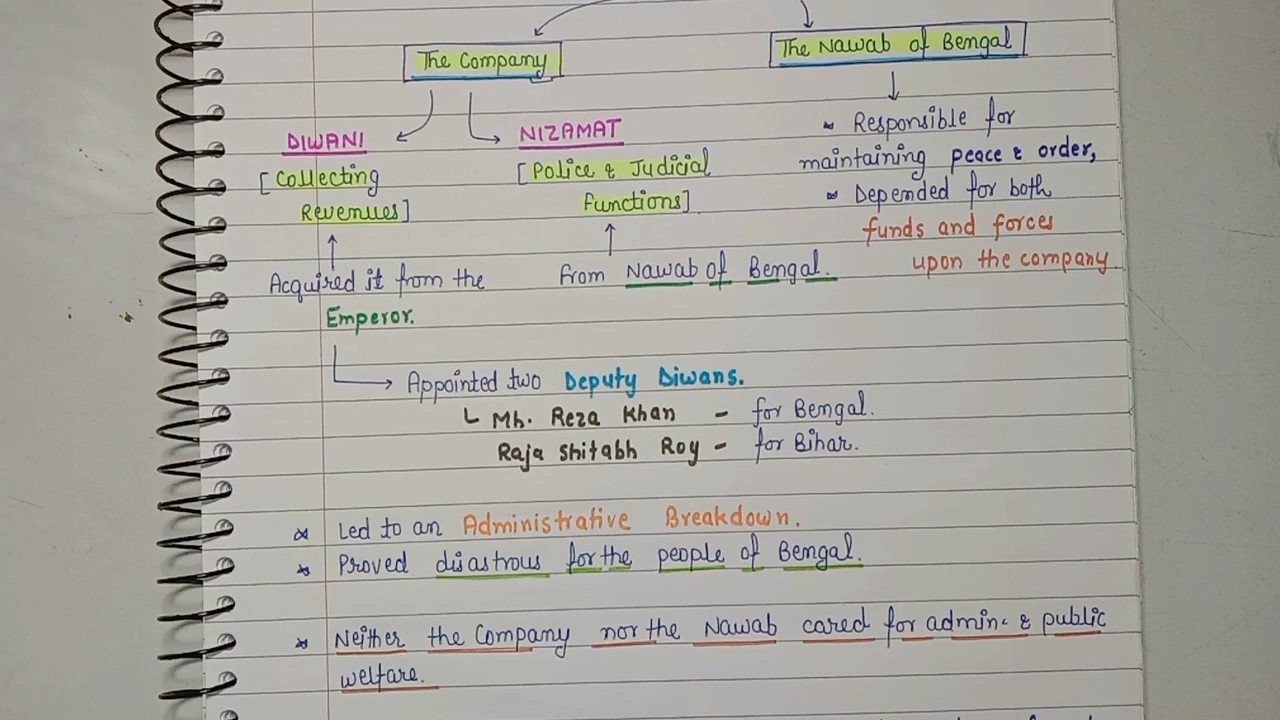 The Company
The Nawab of Bengal
DIWANI
[Collecting
Revenues]
NIZAMAT
[Police & Judicial
Functions]
Responsible for
maintaining peace & order,
Depended for both
funds and forces
upon the company
Acquired it from the
Emperor.
From Nawab of Bengal.
Appointed two Deputy Diwans.
Mh. Reza Khan - for Bengal.
Raja Shitabh Roy - for Bihar.
Led to an Administrative Breakdown.
Proved disastrous for the people of Bengal.
Neither the Company nor the Nawab cared for admin. & public
welfare.